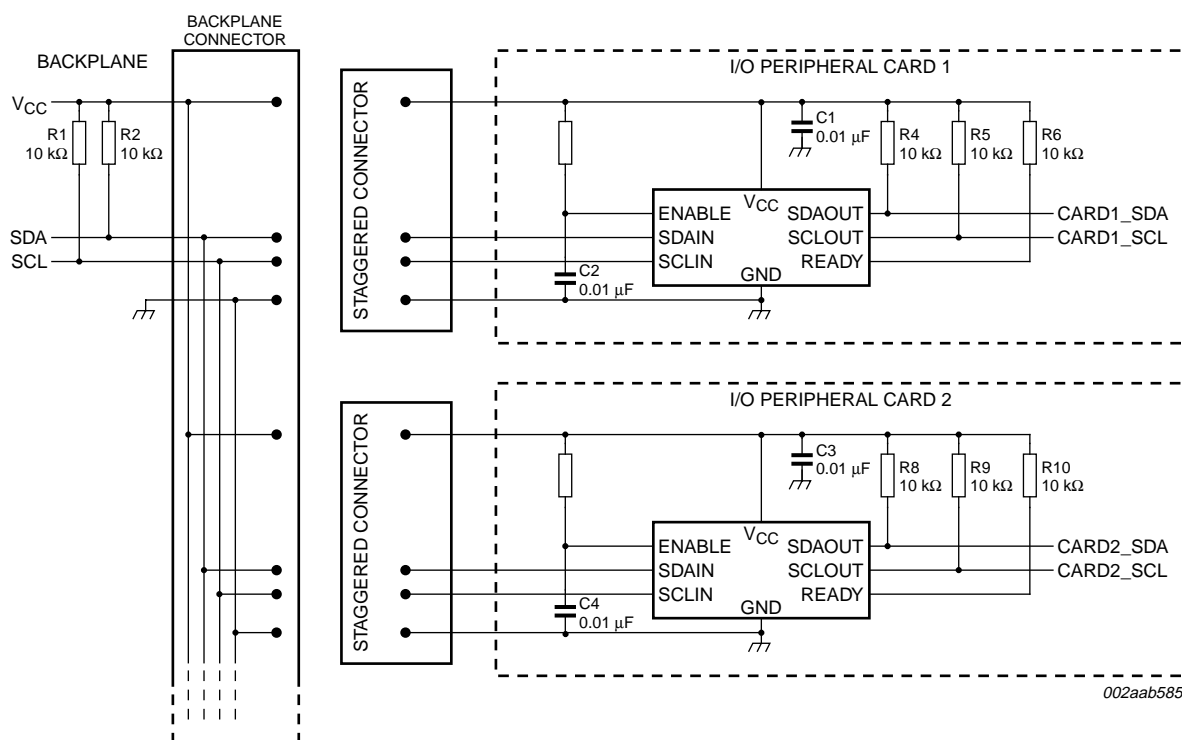 BACKPLANE
CONNECTOR
BACKPLANE
VCC
R1
10 kΩ
R2
10 kΩ
SDA
SCL
STAGGERED CONNECTOR
I/O PERIPHERAL CARD 1
C1
0.01 μF
R4
10 kΩ
R5
10 kΩ
R6
10 kΩ
VCC
ENABLE
SDAIN
SCLIN
SDAOUT
SCLOUT
READY
GND
CARD1_SDA
CARD1_SCL
C2
0.01 μF
STAGGERED CONNECTOR
I/O PERIPHERAL CARD 2
C3
0.01 μF
R8
10 kΩ
R9
10 kΩ
R10
10 kΩ
VCC
ENABLE
SDAIN
SCLIN
SDAOUT
SCLOUT
READY
GND
CARD2_SDA
CARD2_SCL
C4
0.01 μF
002aab585